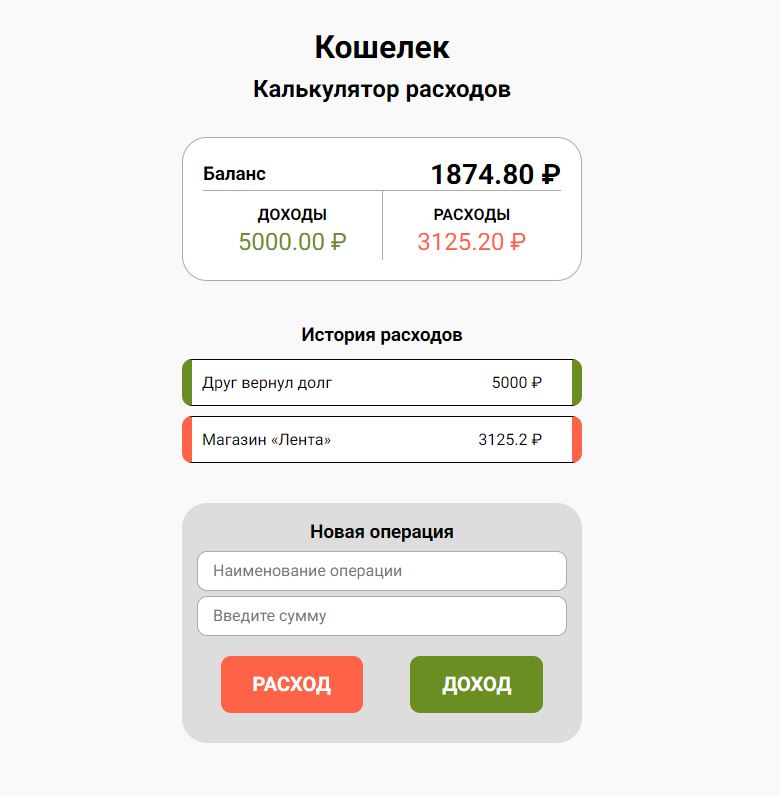 Кошелек
Калькулятор расходов
Баланс 1874.80 ₽
ДОХОДЫ РАСХОДЫ
5000.00 ₽ 3125.20 ₽
История расходов
Друг вернул долг 5000 ₽
Магазин «Лента» 3125.2 ₽
Новая операция
Наименование операции
Введите сумму
РАСХОД ДОХОД